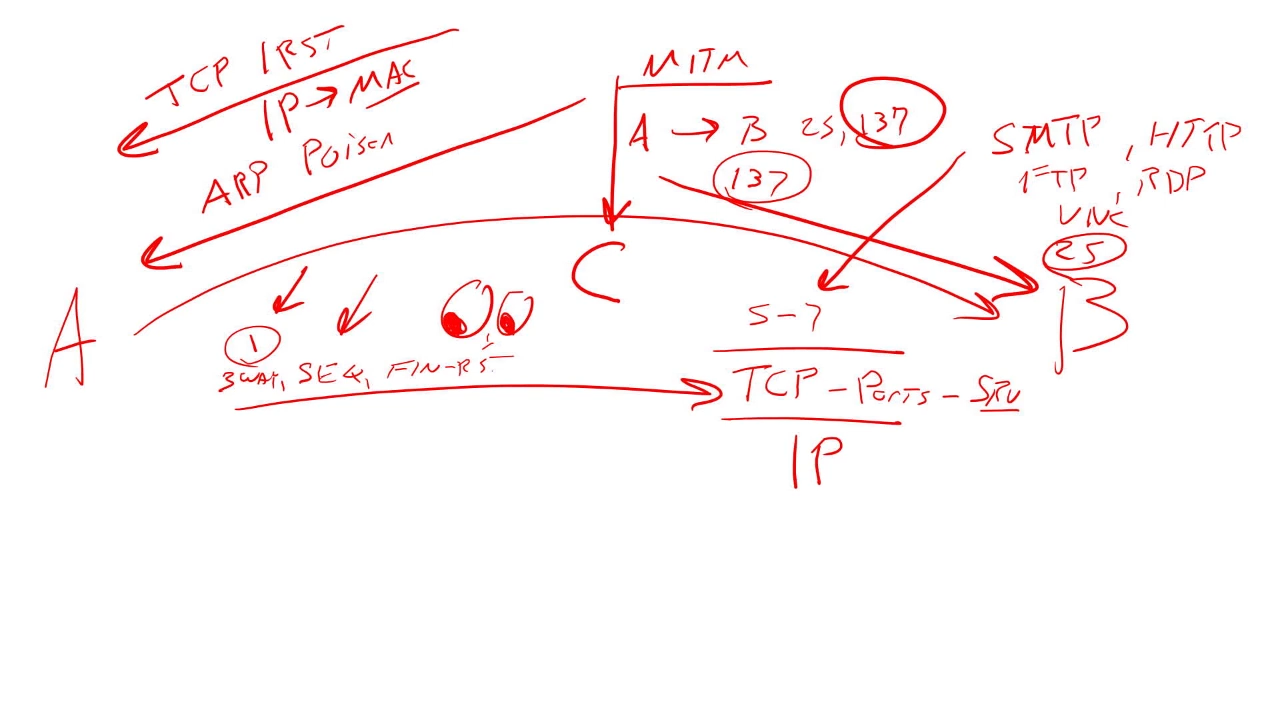 TCP RST
IP → MAC
ARP Poison
MITM
A → B 25, 137
137
SMTP, HTTP
FTP, RDP
VNC
25
A
C
B
1
3WAY, SEQ, FIN-RST
5-7
TCP - Ports - SRV
IP